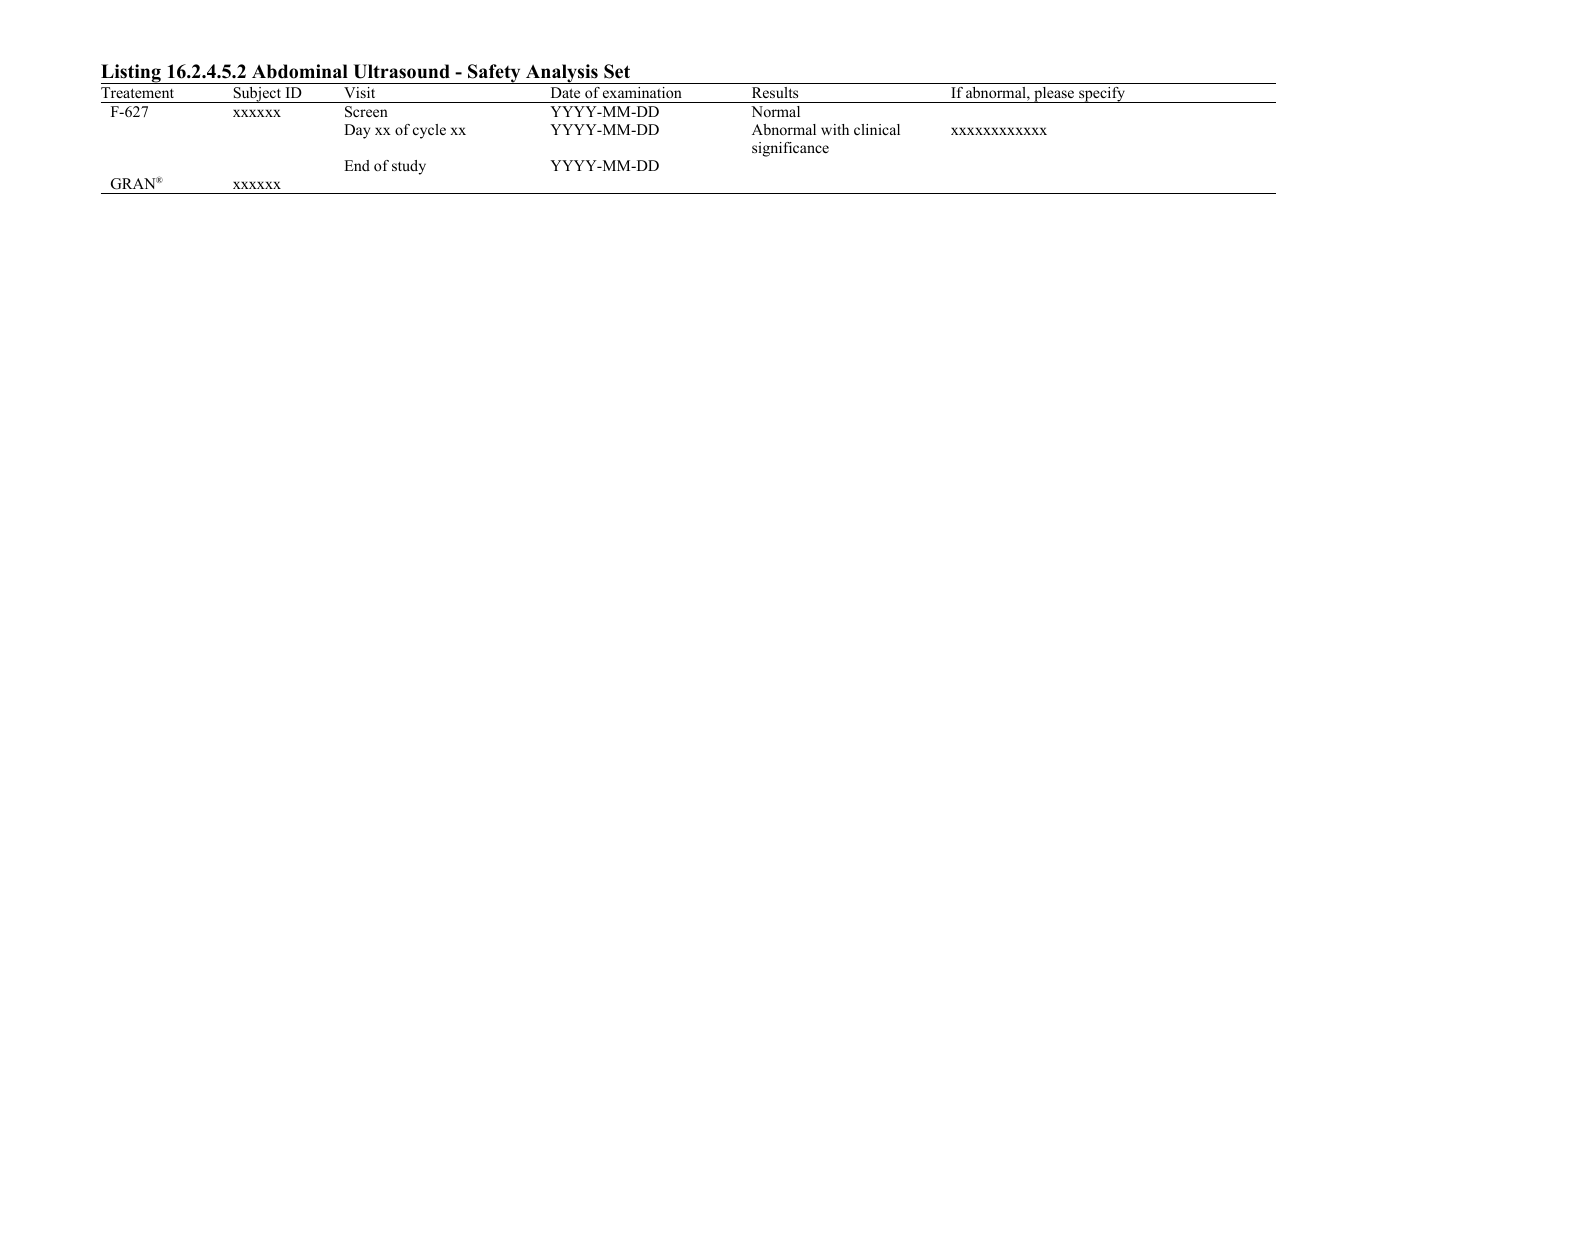 Listing 16.2.4.5.2 Abdominal Ultrasound - Safety Analysis Set
Treatement Subject ID Visit Date of examination Results If abnormal, please specify
F-627 xxxxxx Screen YYYY-MM-DD Normal
Day xx of cycle xx YYYY-MM-DD Abnormal with clinical xxxxxxxxxxxx
significance
End of study YYYY-MM-DD
GRAN® xxxxxx